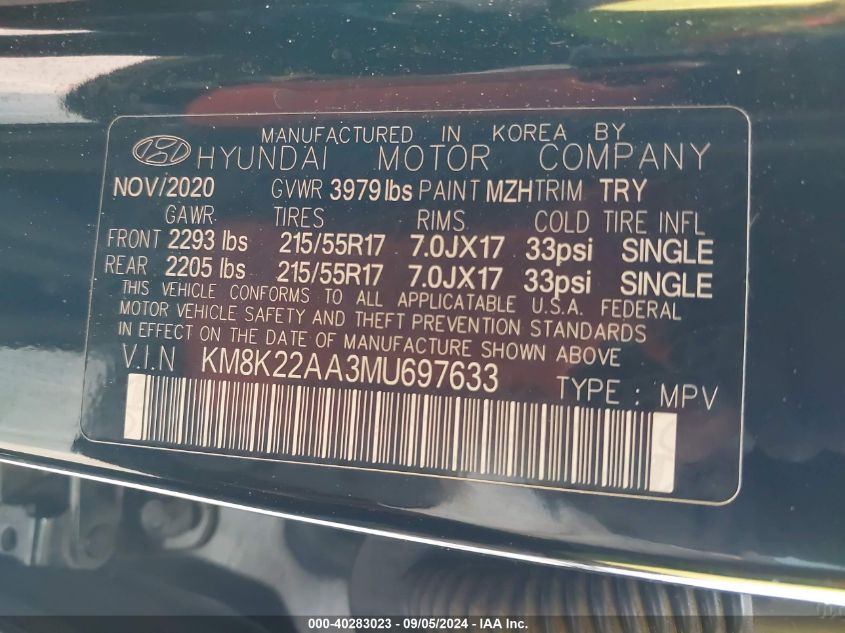 MANUFACTURED IN KOREA BY
HYUNDAI MOTOR COMPANY
NOV/2020 GVWR 3979 lbs PAINT MZH TRIM TRY
GAWR. TIRES RIMS COLD TIRE INFL
FRONT 2293 lbs 215/55R17 7.0JX17 33psi SINGLE
REAR 2205 lbs 215/55R17 7.0JX17 33psi SINGLE
THIS VEHICLE CONFORMS TO ALL APPLICATABLE U.S.A. FEDERAL
MOTOR VEHICLE SAFETY AND THEFT PREVENTION STANDARDS
IN EFFECT ON THE DATE OF MANUFACTURE SHOWN ABOVE
V.I.N KM8K22AA3MU697633
TYPE : MPV
000-40283023 - 09/05/2024 - IAA Inc.